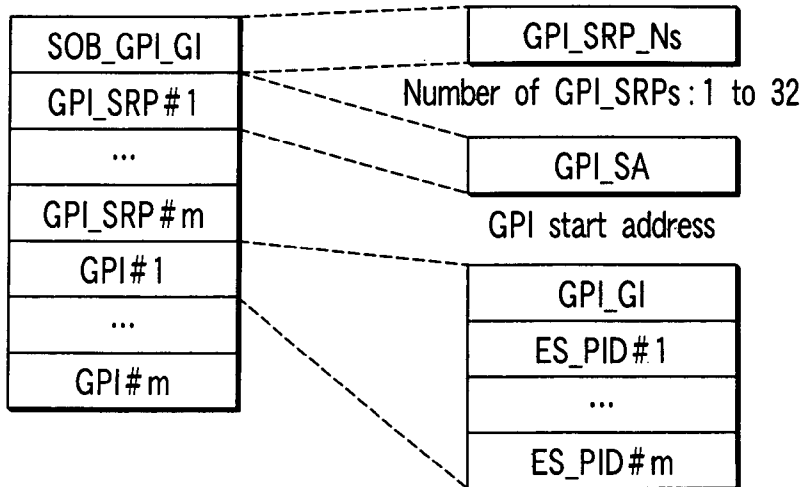 SOB_GPI_GI
GPI_SRP#1
...
GPI_SRP#m
GPI#1
...
GPI#m
GPI_SRP_Ns
Number of GPI_SRPs : 1 to 32
GPI_SA
GPI start address
GPI_GI
ES_PID#1
...
ES_PID#m